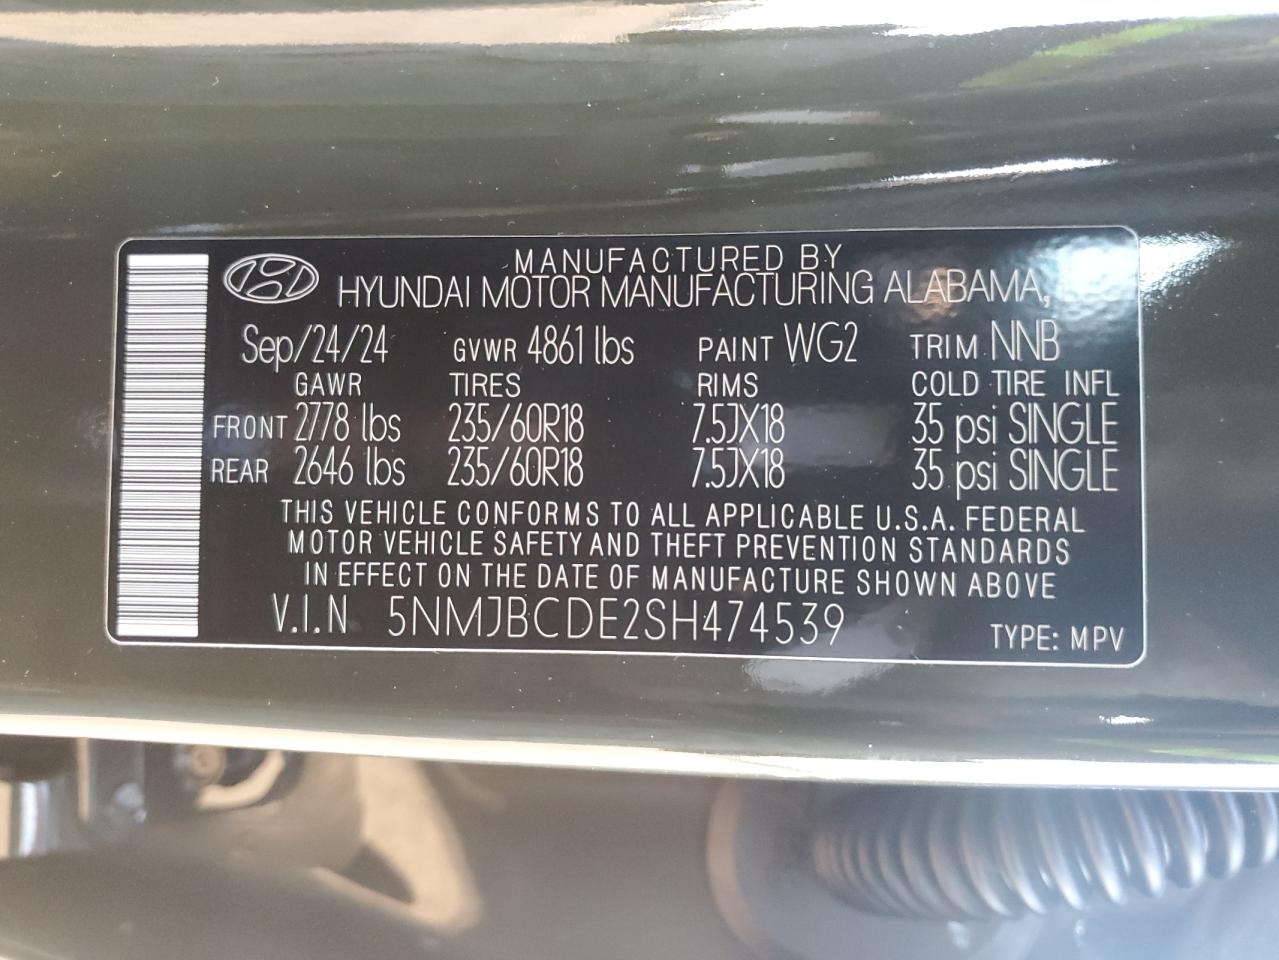 MANUFACTURED BY
HYUNDAI MOTOR MANUFACTURING ALABAMA,
Sep/24/24 GVWR 4861 lbs PAINT WG2 TRIM NNB
GAWR TIRES RIMS COLD TIRE INFL
FRONT 2778 lbs 235/60R18 7.5JX18 35 psi SINGLE
REAR 2646 lbs 235/60R18 7.5JX18 35 psi SINGLE
THIS VEHICLE CONFORMS TO ALL APPLICABLE U.S.A. FEDERAL
MOTOR VEHICLE SAFETY AND THEFT PREVENTION STANDARDS
IN EFFECT ON THE DATE OF MANUFACTURE SHOWN ABOVE
V.I.N 5NMJBCDE2SH474539 TYPE: MPV